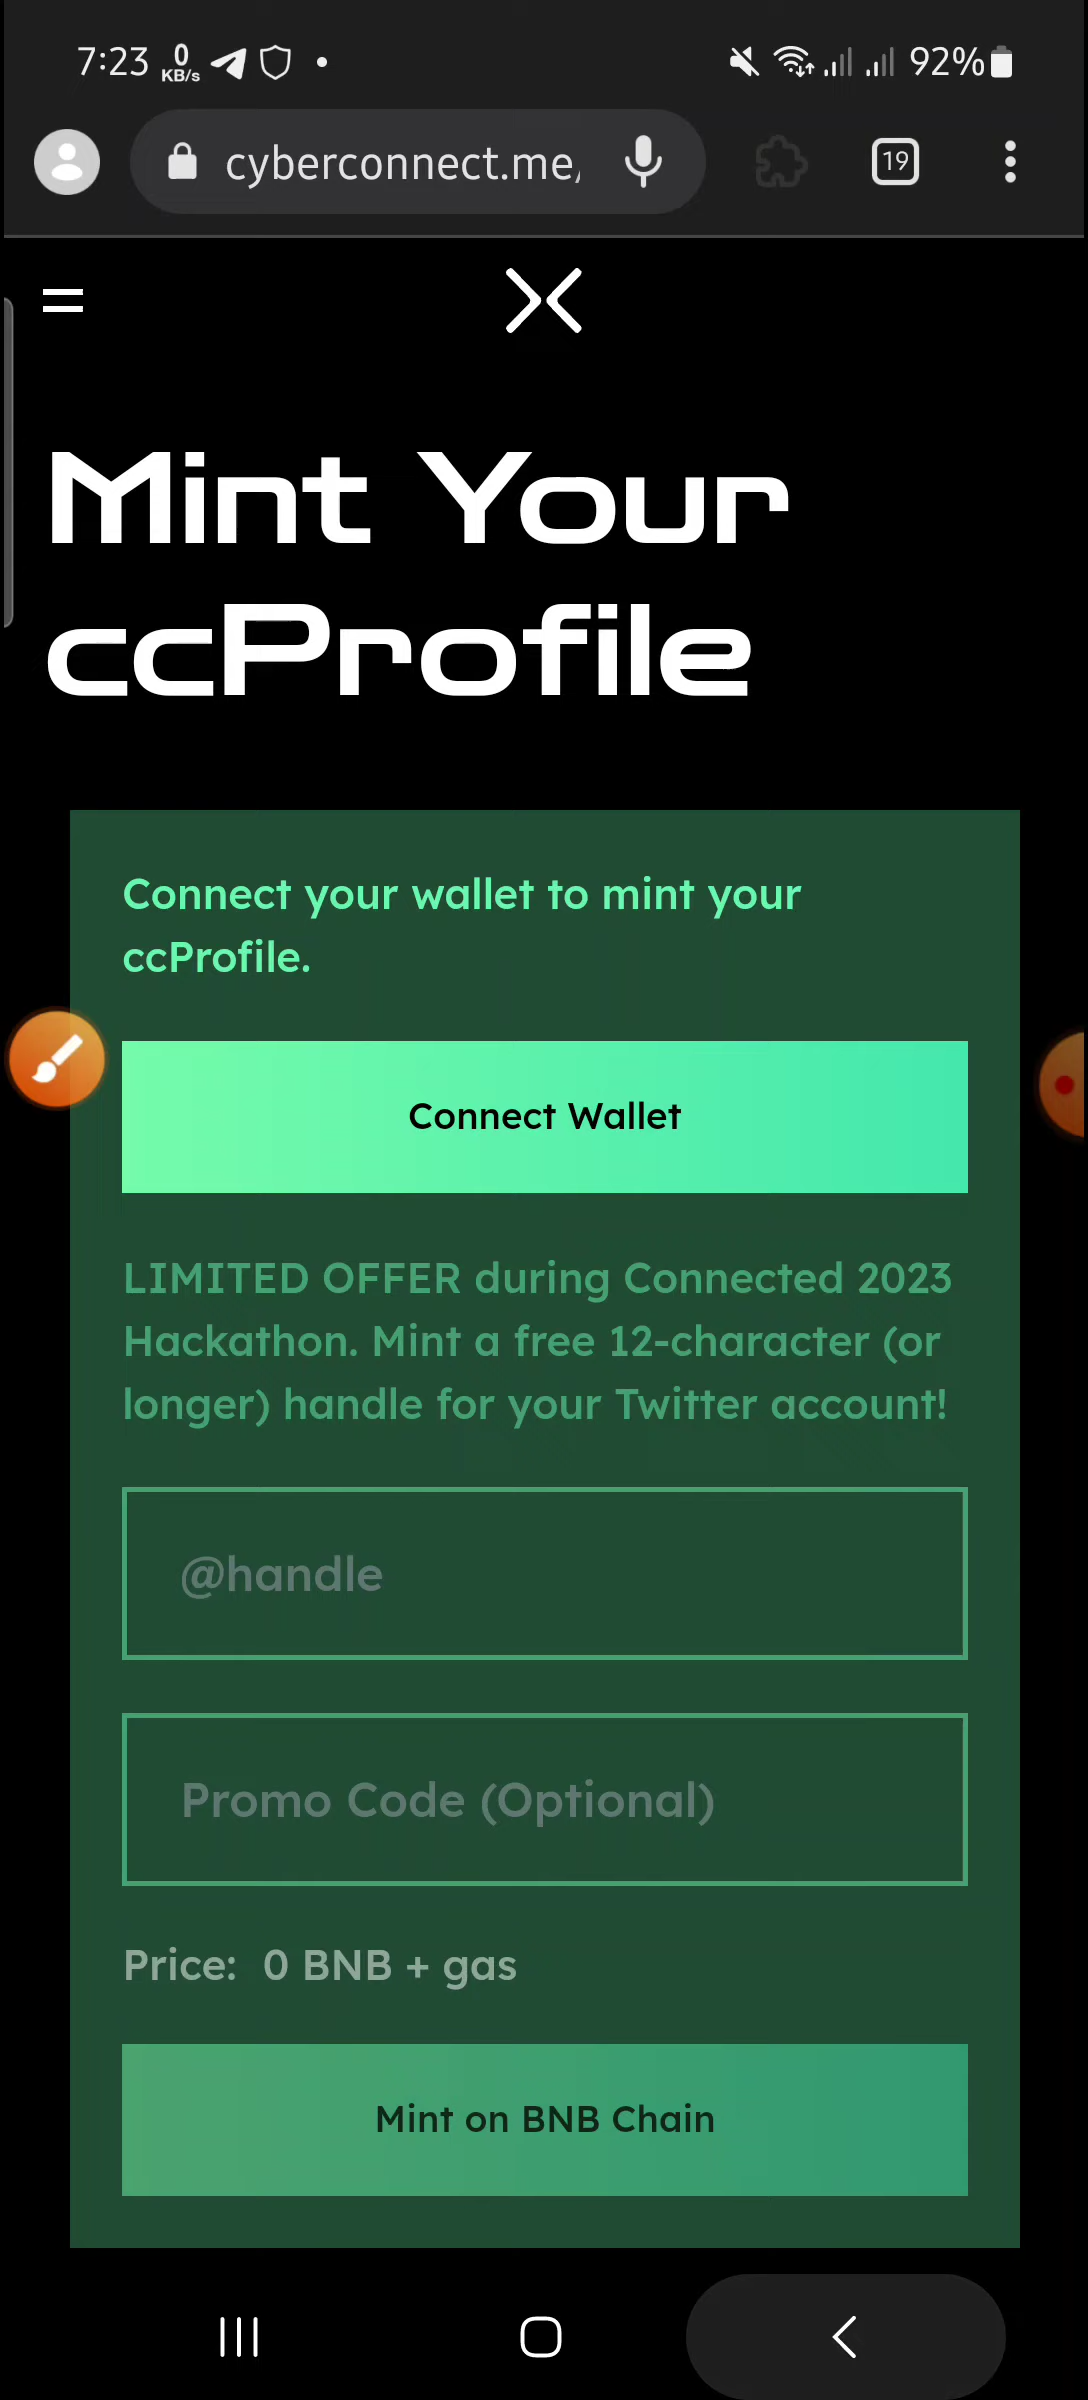 7:23 0 KB/s 92%
cyberconnect.me/ 19
Mint Your
ccProfile
Connect your wallet to mint your
ccProfile.
Connect Wallet
LIMITED OFFER during Connected 2023
Hackathon. Mint a free 12-character (or
longer) handle for your Twitter account!
@handle
Promo Code (Optional)
Price: 0 BNB + gas
Mint on BNB Chain